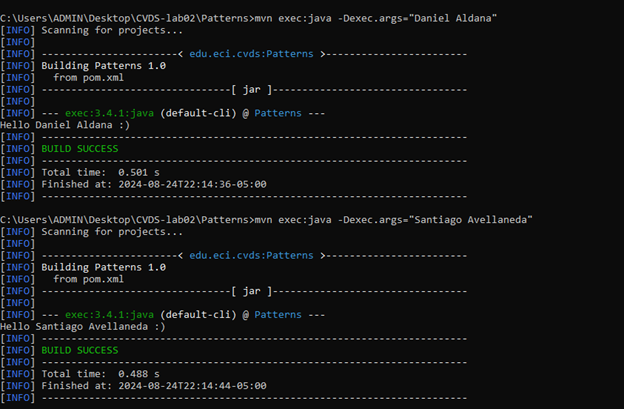 C:\Users\ADMIN\Desktop\CVDS-lab02\Patterns>mvn exec:java -Dexec.args="Daniel Aldana"
[INFO] Scanning for projects...
[INFO]
[INFO] -----------------------< edu.eci.cvds:Patterns >------------------------
[INFO] Building Patterns 1.0
[INFO]   from pom.xml
[INFO] --------------------------------[ jar ]---------------------------------
[INFO]
[INFO] --- exec:3.4.1:java (default-cli) @ Patterns ---
Hello Daniel Aldana :)
[INFO] ------------------------------------------------------------------------
[INFO] BUILD SUCCESS
[INFO] ------------------------------------------------------------------------
[INFO] Total time:  0.501 s
[INFO] Finished at: 2024-08-24T22:14:36-05:00
[INFO] ------------------------------------------------------------------------
C:\Users\ADMIN\Desktop\CVDS-lab02\Patterns>mvn exec:java -Dexec.args="Santiago Avellaneda"
[INFO] Scanning for projects...
[INFO]
[INFO] -----------------------< edu.eci.cvds:Patterns >------------------------
[INFO] Building Patterns 1.0
[INFO]   from pom.xml
[INFO] --------------------------------[ jar ]---------------------------------
[INFO]
[INFO] --- exec:3.4.1:java (default-cli) @ Patterns ---
Hello Santiago Avellaneda :)
[INFO] ------------------------------------------------------------------------
[INFO] BUILD SUCCESS
[INFO] ------------------------------------------------------------------------
[INFO] Total time:  0.488 s
[INFO] Finished at: 2024-08-24T22:14:44-05:00
[INFO] ------------------------------------------------------------------------